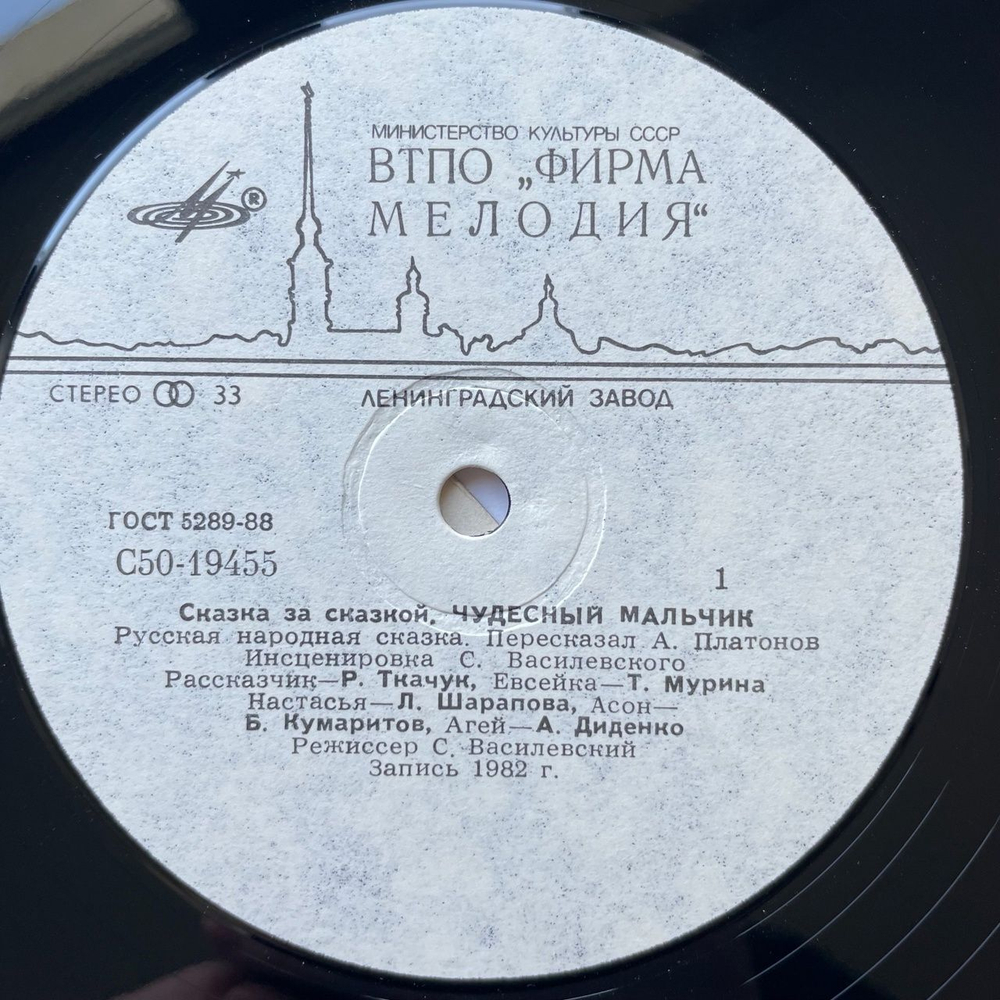 МИНИСТЕРСТВО КУЛЬТУРЫ СССР
ВТПО „ФИРМА
МЕЛОДИЯ“
®
СТЕРЕО 33
ЛЕНИНГРАДСКИЙ ЗАВОД
ГОСТ 5289-88
С50-19455
1
Сказка за сказкой. ЧУДЕСНЫЙ МАЛЬЧИК
Русская народная сказка. Пересказал А. Платонов
Инсценировка С. Василевского
Рассказчик—Р. Ткачук, Евсейка—Т. Мурина
Настасья—Л. Шарапова, Асон—
Б. Кумаритов, Агей—А. Диденко
Режиссер С. Василевский
Запись 1982 г.